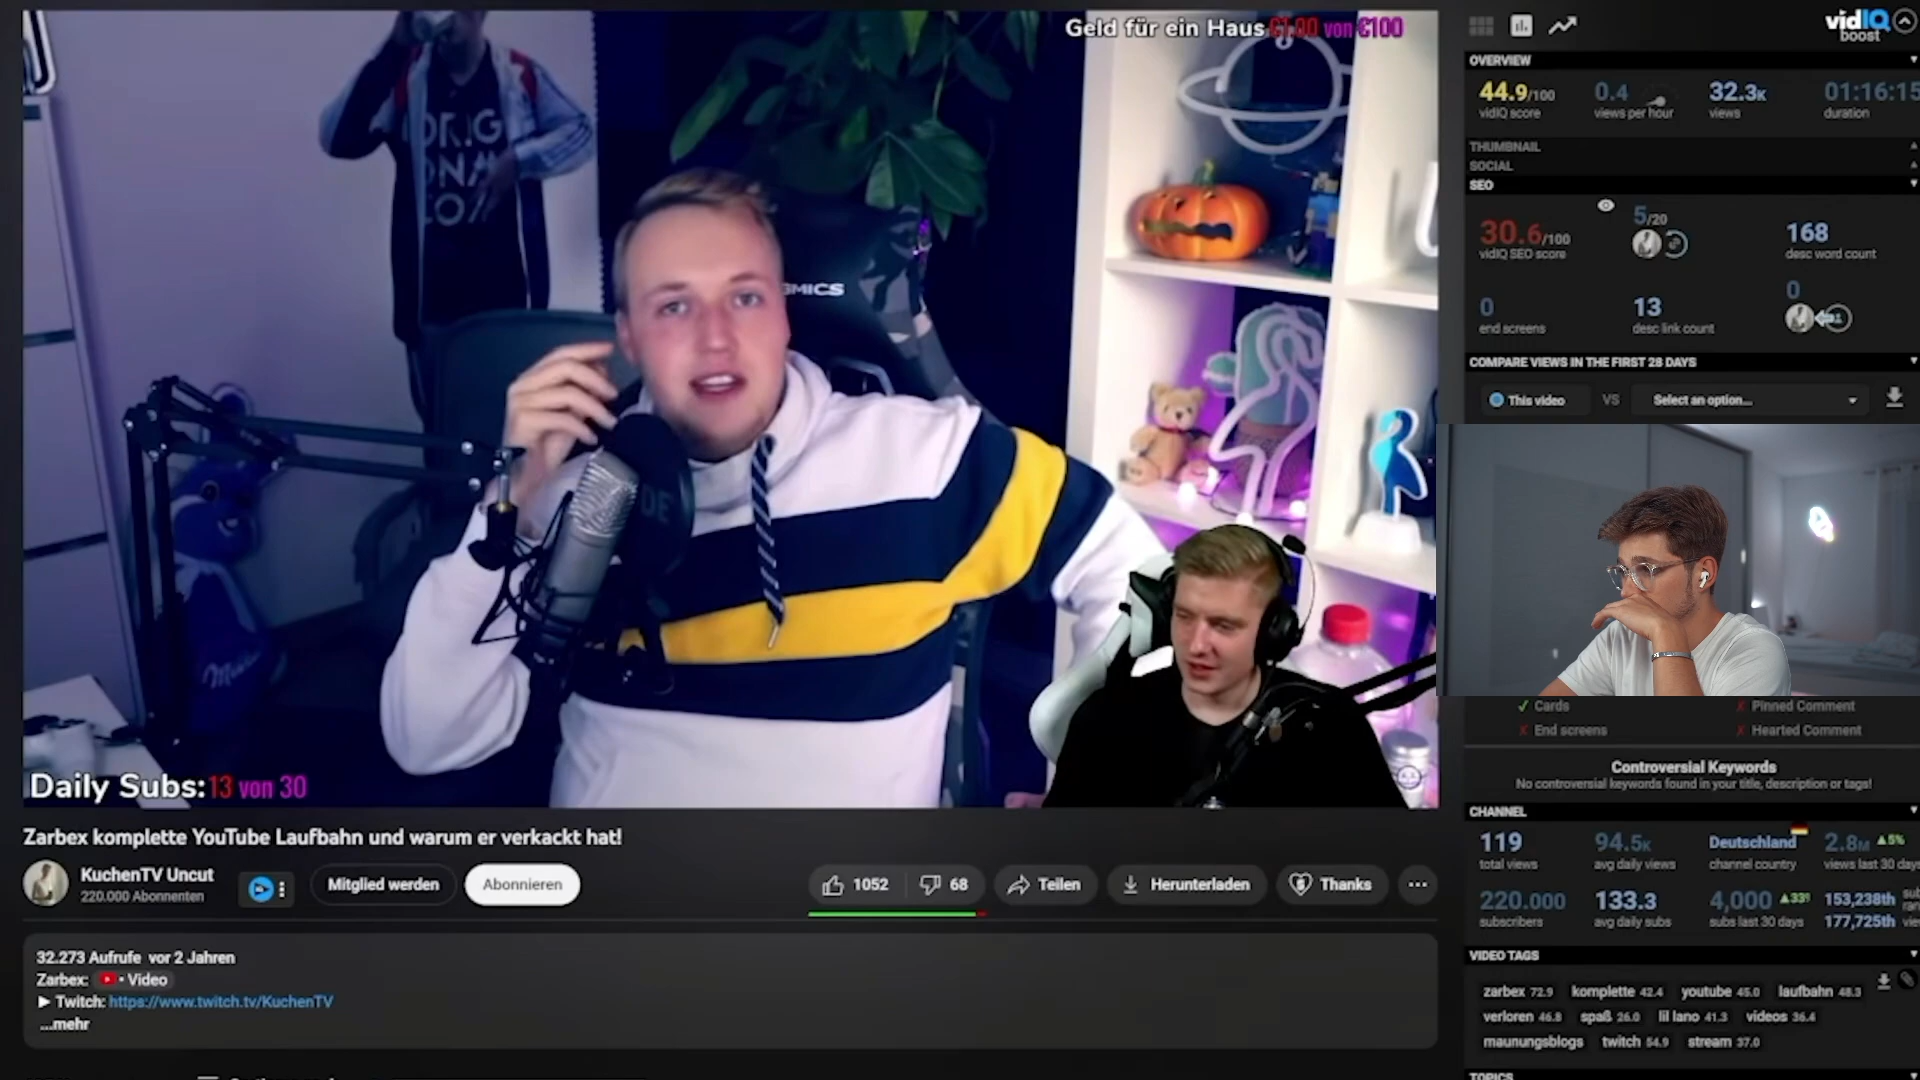 Geld für ein Haus €1.00 von €100
Daily Subs: 13 von 30
Zarbex komplette YouTube Laufbahn und warum er verkackt hat!
KuchenTV Uncut
220.000 Abonnenten
Mitglied werden
Abonnieren
1052
68
Teilen
Herunterladen
Thanks
32.273 Aufrufe vor 2 Jahren
Zarbex: • Video
► Twitch: https://www.twitch.tv/KuchenTV
...mehr
vidIQ
boost
OVERVIEW
44.9/100 0.4 32.3K 01:16:15
vidIQ score views per hour views duration
THUMBNAIL
SOCIAL
SEO
30.6/100 5/20 168
vidIQ SEO score desc word count
0 13 0
end screens desc link count
COMPARE VIEWS IN THE FIRST 28 DAYS
This video VS Select an option...
✓ Cards ✗ Pinned Comment
✗ End screens ✗ Hearted Comment
Controversial Keywords
No controversial keywords found in your title, description or tags!
CHANNEL
119 94.5K Deutschland 2.8M ▲5%
total views avg daily views channel country views last 30 days
220.000 133.3 4,000 153,238th
subscribers avg daily subs subs last 30 days 177,725th
VIDEO TAGS
zarbex 72.9 komplette 42.4 youtube 45.0 laufbahn 48.3
verloren 46.8 spaß 26.0 lil lano 41.3 videos 36.4
maunungsblogs twitch 54.9 stream 37.0
TOPICS